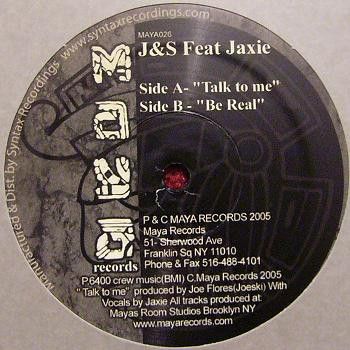 MAYA026
J&S Feat Jaxie
Side A- "Talk to me"
Side B - "Be Real"
records
P & C MAYA RECORDS 2005
Maya Records
51- Sherwood Ave
Franklin Sq NY 11010
Phone & Fax 516-488-4101
P.6400 crew music(BMI) C.Maya Records 2005
" Talk to me" produced by Joe Flores(Joeski) With
Vocals by Jaxie All tracks produced at
Mayas Room Studios Brooklyn NY
www.mayarecords.com
Manufactured & Dist.by Syntax Recordings www.syntaxrecordings.com